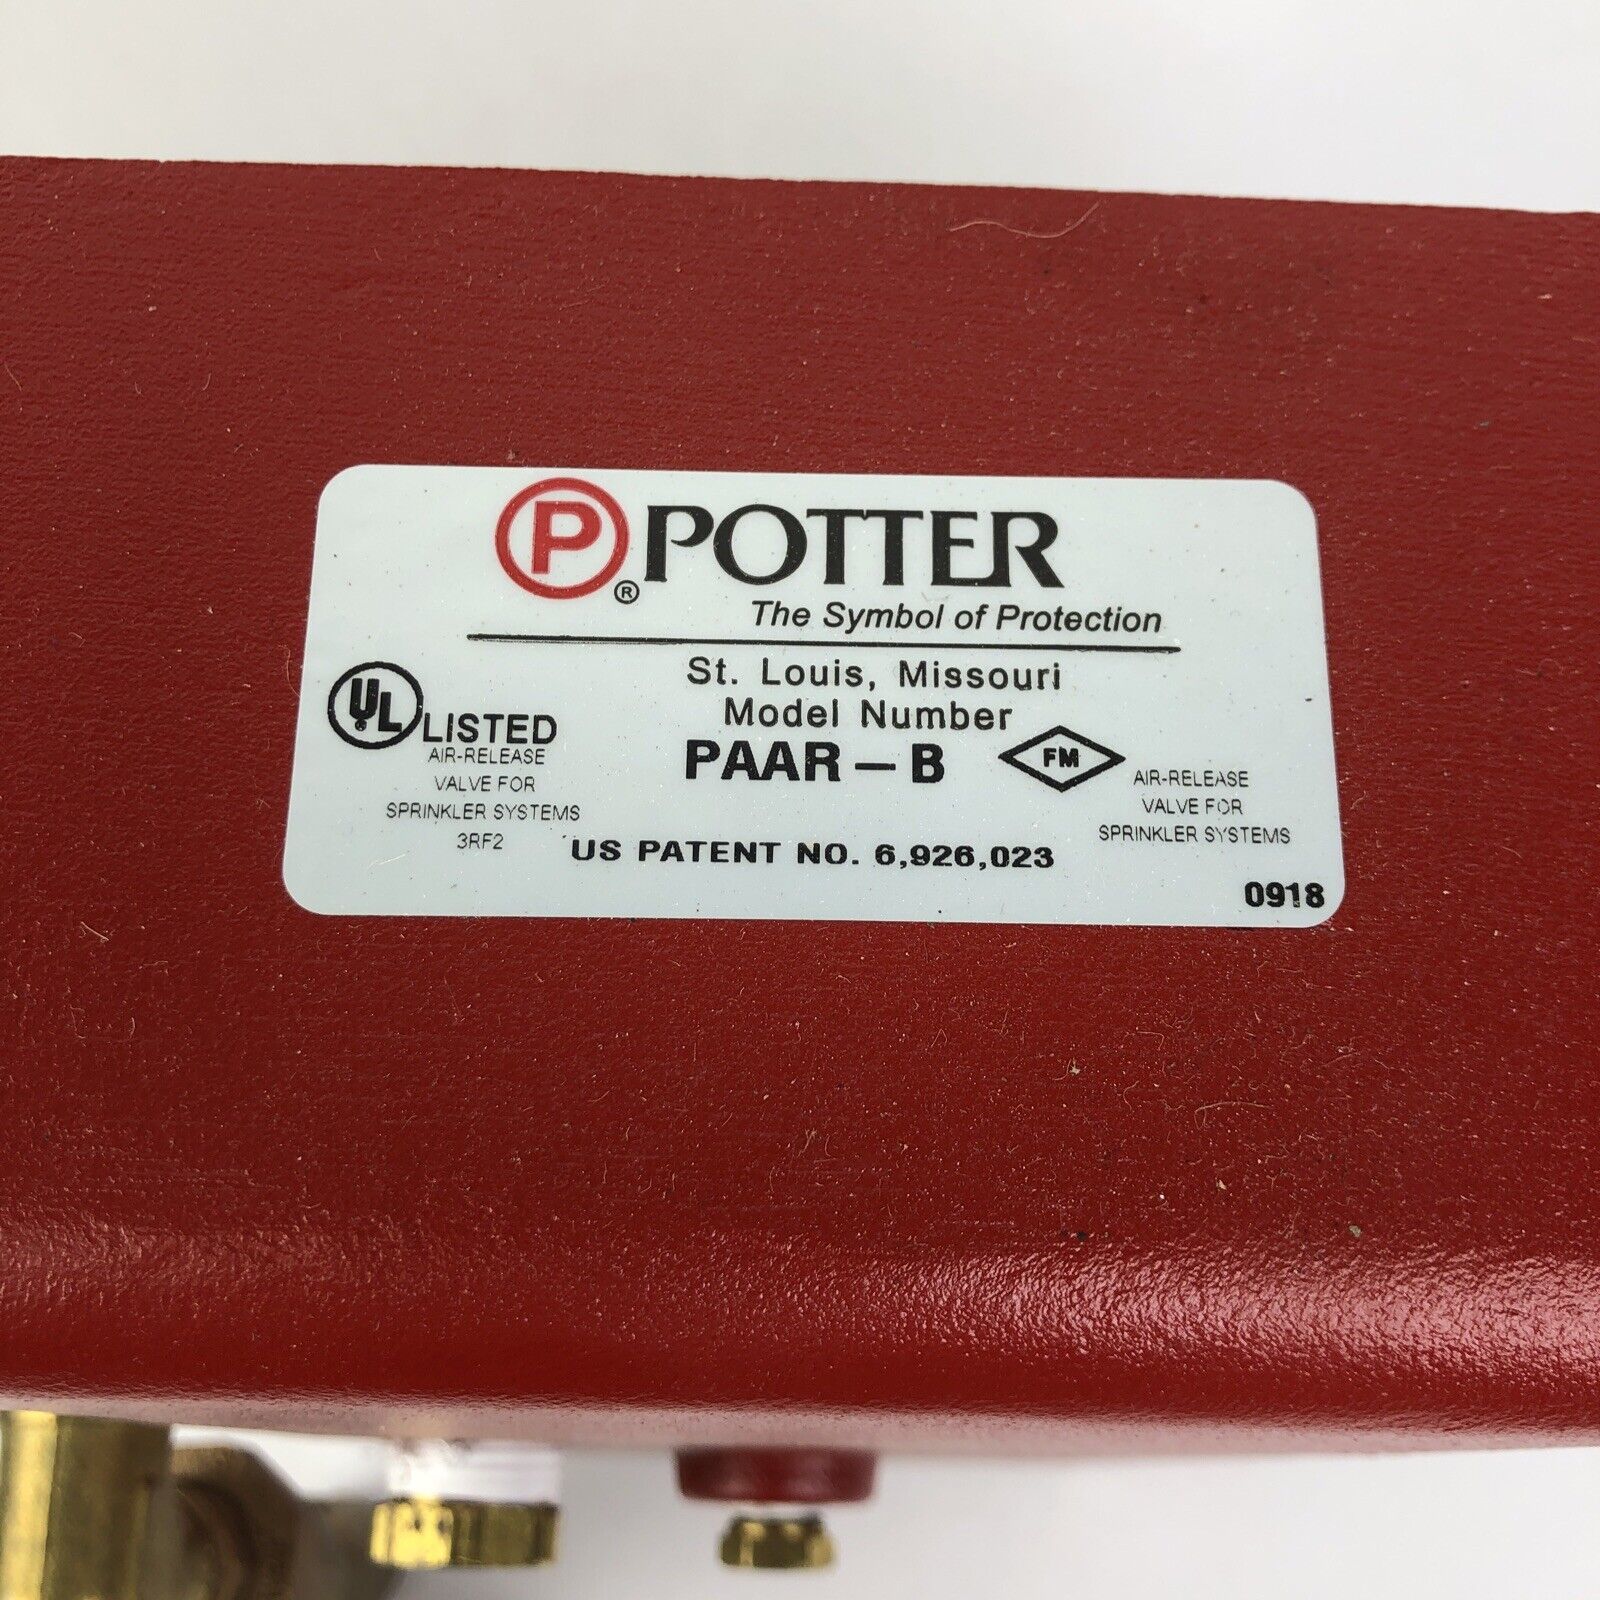 P® POTTER
The Symbol of Protection
St. Louis, Missouri
Model Number
PAAR-B
UL® LISTED
AIR-RELEASE
VALVE FOR
SPRINKLER SYSTEMS
3RF2
FM
AIR-RELEASE
VALVE FOR
SPRINKLER SYSTEMS
US PATENT NO. 6,926,023
0918